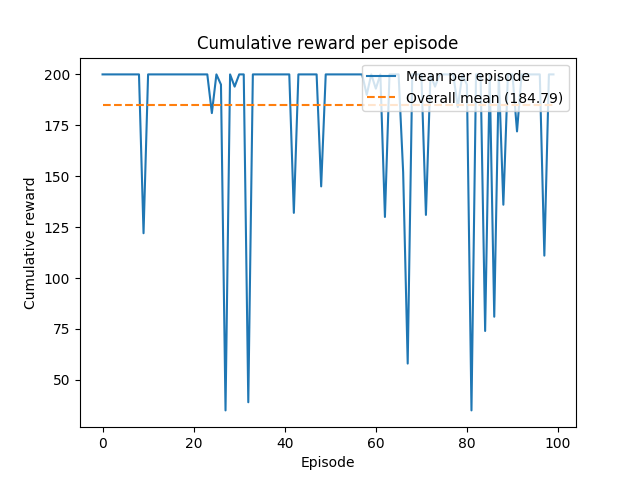 Cumulative reward per episode
Mean per episode
Overall mean (184.79)
200
175
150
125
100
75
50
Cumulative reward
0 20 40 60 80 100
Episode